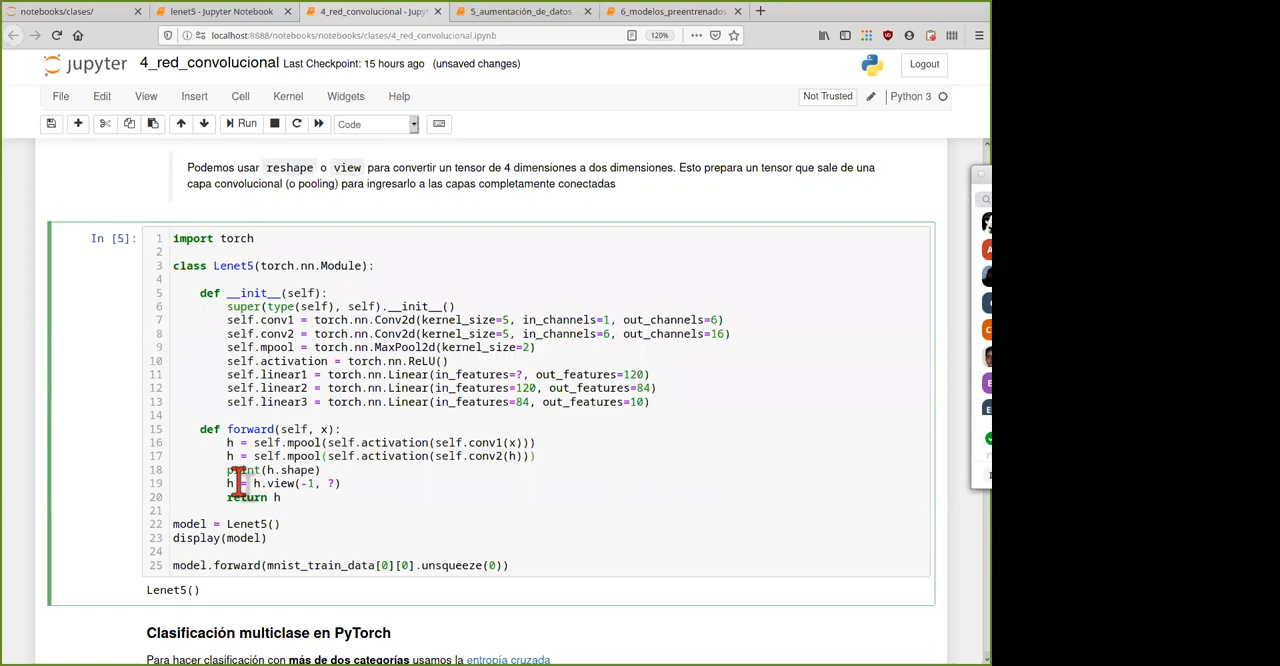 notebooks/clases/
lenet5 - Jupyter Notebook
4_red_convolucional - Jupyt
5_aumentación_de_datos -
6_modelos_preentrenados
localhost:8888/notebooks/notebooks/clases/4_red_convolucional.ipynb
120%
jupyter 4_red_convolucional Last Checkpoint: 15 hours ago (unsaved changes)
Logout
File Edit View Insert Cell Kernel Widgets Help
Not Trusted Python 3
Run Code
Podemos usar reshape o view para convertir un tensor de 4 dimensiones a dos dimensiones. Esto prepara un tensor que sale de una
capa convolucional (o pooling) para ingresarlo a las capas completamente conectadas
In [5]:
1 import torch
2
3 class Lenet5(torch.nn.Module):
4
5 def __init__(self):
6 super(type(self), self).__init__()
7 self.conv1 = torch.nn.Conv2d(kernel_size=5, in_channels=1, out_channels=6)
8 self.conv2 = torch.nn.Conv2d(kernel_size=5, in_channels=6, out_channels=16)
9 self.mpool = torch.nn.MaxPool2d(kernel_size=2)
10 self.activation = torch.nn.ReLU()
11 self.linear1 = torch.nn.Linear(in_features=?, out_features=120)
12 self.linear2 = torch.nn.Linear(in_features=120, out_features=84)
13 self.linear3 = torch.nn.Linear(in_features=84, out_features=10)
14
15 def forward(self, x):
16 h = self.mpool(self.activation(self.conv1(x)))
17 h = self.mpool(self.activation(self.conv2(h)))
18 print(h.shape)
19 h = h.view(-1, ?)
20 return h
21
22 model = Lenet5()
23 display(model)
24
25 model.forward(mnist_train_data[0][0].unsqueeze(0))
Lenet5()
Clasificación multiclase en PyTorch
Para hacer clasificación con más de dos categorías usamos la entropía cruzada